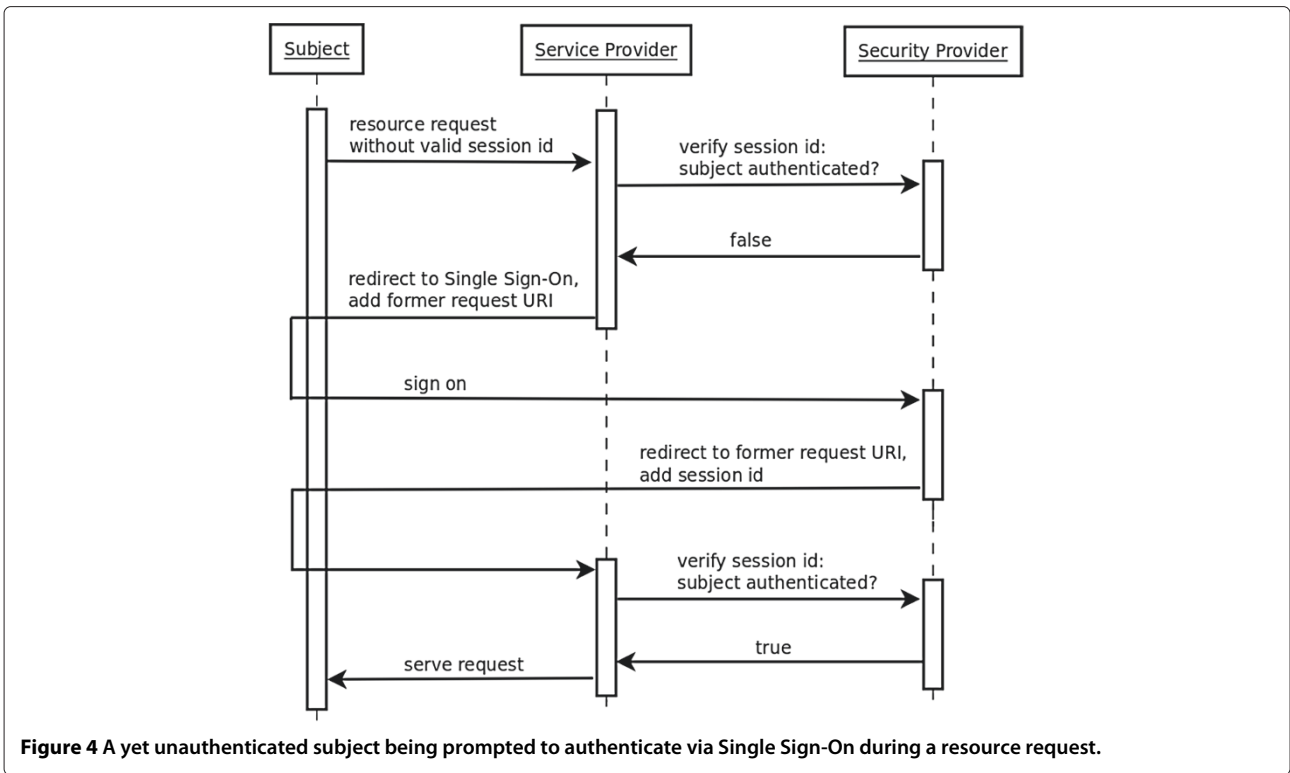 Subject
Service Provider
Security Provider
resource request
without valid session id
verify session id:
subject authenticated?
false
redirect to Single Sign-On,
add former request URI
sign on
redirect to former request URI,
add session id
verify session id:
subject authenticated?
true
serve request
Figure 4 A yet unauthenticated subject being prompted to authenticate via Single Sign-On during a resource request.